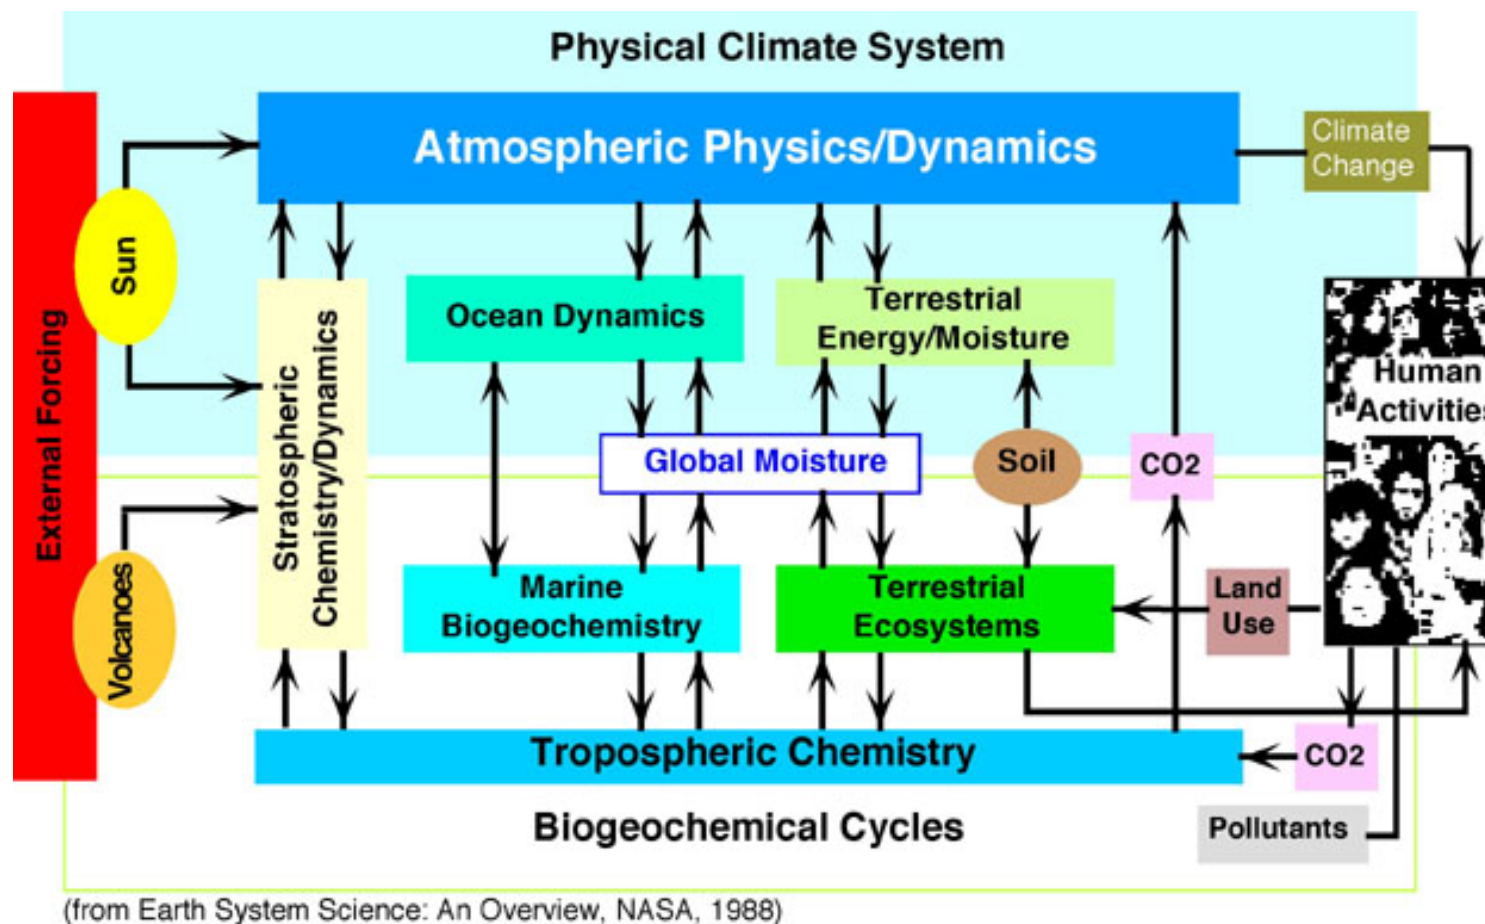 Physical Climate System
Atmospheric Physics/Dynamics
Climate
Change
External Forcing
Sun
Volcanoes
Stratospheric
Chemistry/Dynamics
Ocean Dynamics
Terrestrial
Energy/Moisture
Human
Activities
Global Moisture
Soil
CO2
Marine
Biogeochemistry
Terrestrial
Ecosystems
Land
Use
Tropospheric Chemistry
CO2
Biogeochemical Cycles
Pollutants
(from Earth System Science: An Overview, NASA, 1988)